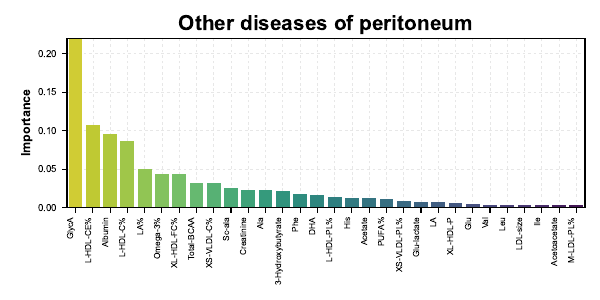 Other diseases of peritoneum
Importance
0.20
0.15
0.10
0.05
0.00
GlycA
L-HDL-CE%
Albumin
L-HDL-C%
LA%
Omega-3%
XL-HDL-FC%
Total-BCAA
XS-VLDL-C%
Sc-ala
Creatinine
Ala
3-Hydroxybutyrate
Phe
DHA
L-HDL-PL%
His
Acetate
PUFA%
XS-VLDL-PL%
Glu-lactate
LA
XL-HDL-P
Glu
Val
Leu
LDL-size
Ile
Acetoacetate
M-LDL-PL%